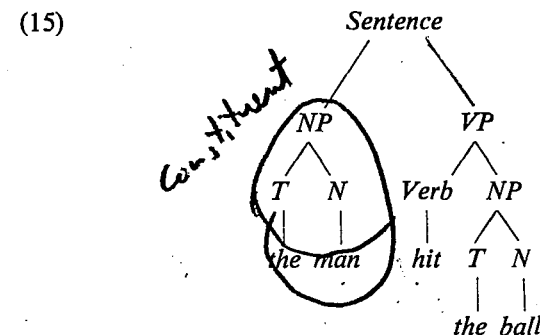 (15) Sentence
constituent
NP VP
T N Verb NP
the man hit T N
the ball